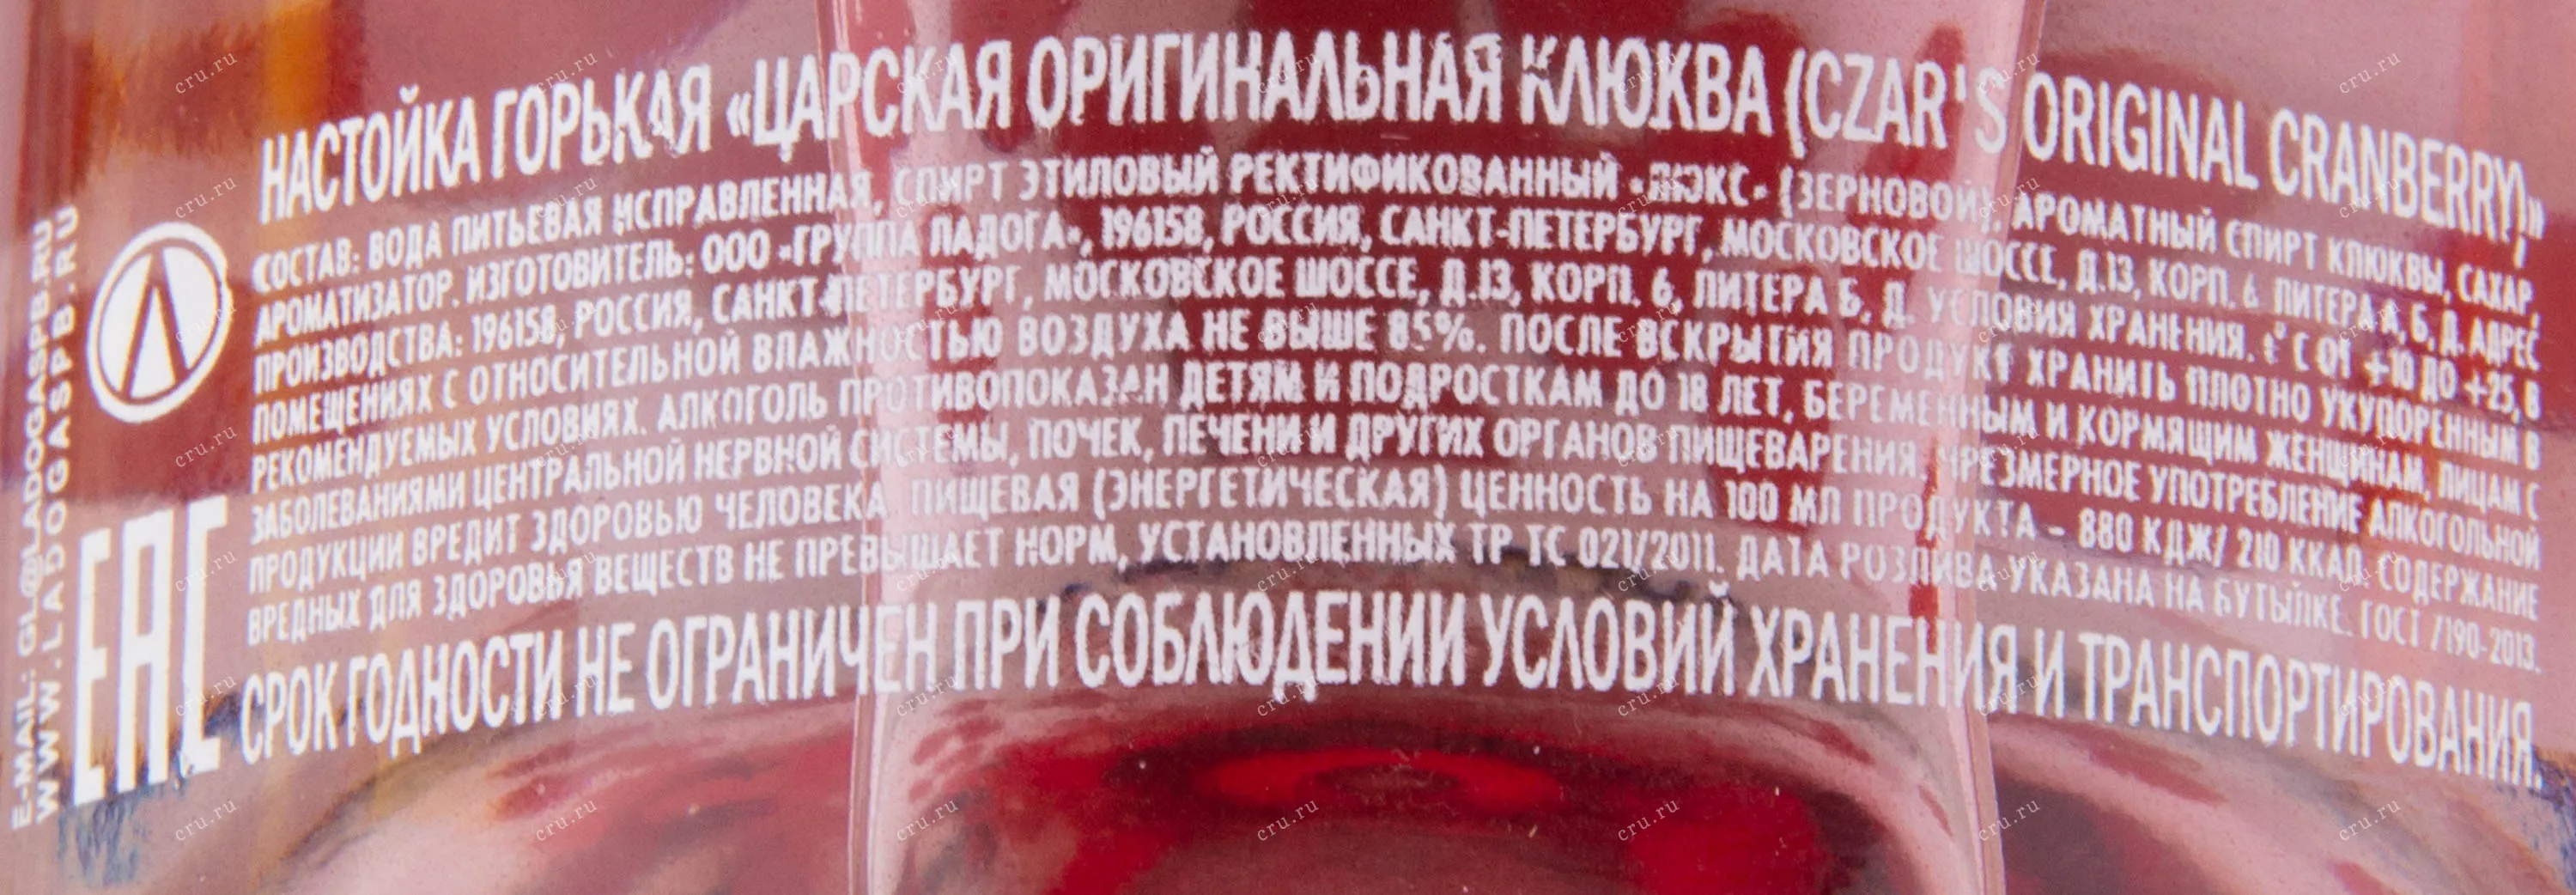 НАСТОЙКА ГОРЬКАЯ «ЦАРСКАЯ ОРИГИНАЛЬНАЯ КЛЮКВА (CZAR'S ORIGINAL CRANBERRY)»
СОСТАВ: ВОДА ПИТЬЕВАЯ ИСПРАВЛЕННАЯ, СПИРТ ЭТИЛОВЫЙ РЕКТИФИКОВАННЫЙ «ЛЮКС» (ЗЕРНОВОЙ), АРОМАТНЫЙ СПИРТ КЛЮКВЫ, САХАР,
АРОМАТИЗАТОР. ИЗГОТОВИТЕЛЬ: ООО «ГРУППА ЛАДОГА», 196158, РОССИЯ, САНКТ-ПЕТЕРБУРГ, МОСКОВСКОЕ ШОССЕ, Д.13, КОРП. 6, ЛИТЕРА А, Б, Д. АДРЕС
ПРОИЗВОДСТВА: 196158, РОССИЯ, САНКТ-ПЕТЕРБУРГ, МОСКОВСКОЕ ШОССЕ, Д.13, КОРП. 6, ЛИТЕРА Б, Д. УСЛОВИЯ ХРАНЕНИЯ. t° С ОТ +10 ДО +25, В
ПОМЕЩЕНИЯХ С ОТНОСИТЕЛЬНОЙ ВЛАЖНОСТЬЮ ВОЗДУХА НЕ ВЫШЕ 85%. ПОСЛЕ ВСКРЫТИЯ ПРОДУКТ ХРАНИТЬ ПЛОТНО УКУПОРЕННЫМ В
РЕКОМЕНДУЕМЫХ УСЛОВИЯХ. АЛКОГОЛЬ ПРОТИВОПОКАЗАН ДЕТЯМ И ПОДРОСТКАМ ДО 18 ЛЕТ, БЕРЕМЕННЫМ И КОРМЯЩИМ ЖЕНЩИНАМ, ЛИЦАМ С
ЗАБОЛЕВАНИЯМИ ЦЕНТРАЛЬНОЙ НЕРВНОЙ СИСТЕМЫ, ПОЧЕК, ПЕЧЕНИ И ДРУГИХ ОРГАНОВ ПИЩЕВАРЕНИЯ. ЧРЕЗМЕРНОЕ УПОТРЕБЛЕНИЕ АЛКОГОЛЬНОЙ
ПРОДУКЦИИ ВРЕДИТ ЗДОРОВЬЮ ЧЕЛОВЕКА. ПИЩЕВАЯ (ЭНЕРГЕТИЧЕСКАЯ) ЦЕННОСТЬ НА 100 МЛ ПРОДУКТА - 880 КДЖ/ 210 ККАЛ. СОДЕРЖАНИЕ
ВРЕДНЫХ ДЛЯ ЗДОРОВЬЯ ВЕЩЕСТВ НЕ ПРЕВЫШАЕТ НОРМ, УСТАНОВЛЕННЫХ ТР ТС 021/2011. ДАТА РОЗЛИВА УКАЗАНА НА БУТЫЛКЕ. ГОСТ 7190-2013.
СРОК ГОДНОСТИ НЕ ОГРАНИЧЕН ПРИ СОБЛЮДЕНИИ УСЛОВИЙ ХРАНЕНИЯ И ТРАНСПОРТИРОВАНИЯ.
E-MAIL: GL@LADOGASPB.RU
WWW.LADOGASPB.RU
EAC
cru.ru